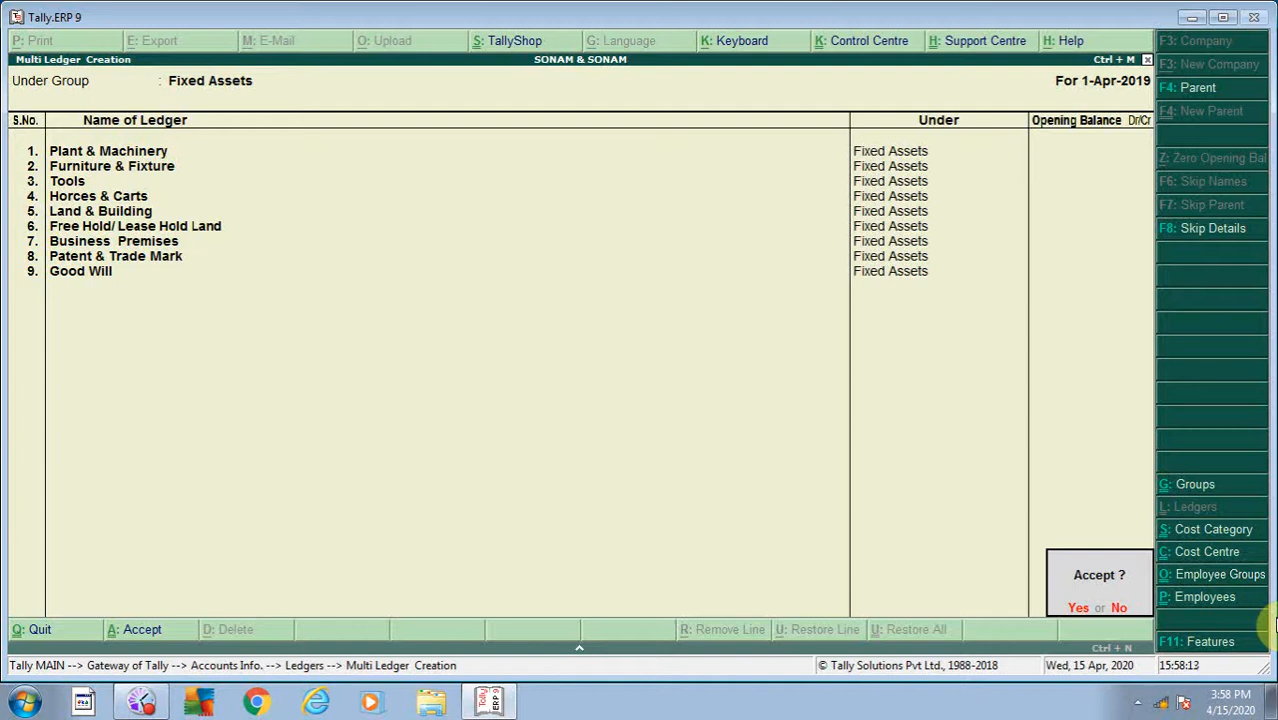 Tally.ERP 9
P: Print E: Export M: E-Mail O: Upload S: TallyShop G: Language K: Keyboard K: Control Centre H: Support Centre H: Help
Multi Ledger Creation SONAM & SONAM Ctrl + M
Under Group : Fixed Assets For 1-Apr-2019
S.No. Name of Ledger Under Opening Balance Dr/Cr
1. Plant & Machinery Fixed Assets
2. Furniture & Fixture Fixed Assets
3. Tools Fixed Assets
4. Horces & Carts Fixed Assets
5. Land & Building Fixed Assets
6. Free Hold/ Lease Hold Land Fixed Assets
7. Business Premises Fixed Assets
8. Patent & Trade Mark Fixed Assets
9. Good Will Fixed Assets
Accept ?
Yes or No
F3: Company
F3: New Company
F4: Parent
F4: New Parent
Z: Zero Opening Bal
F6: Skip Names
F7: Skip Parent
F8: Skip Details
G: Groups
L: Ledgers
S: Cost Category
C: Cost Centre
O: Employee Groups
P: Employees
F11: Features
Q: Quit A: Accept D: Delete R: Remove Line U: Restore Line U: Restore All
Ctrl + N
Tally MAIN --> Gateway of Tally --> Accounts Info. --> Ledgers --> Multi Ledger Creation © Tally Solutions Pvt Ltd., 1988-2018 Wed, 15 Apr, 2020 15:58:13
3:58 PM
4/15/2020